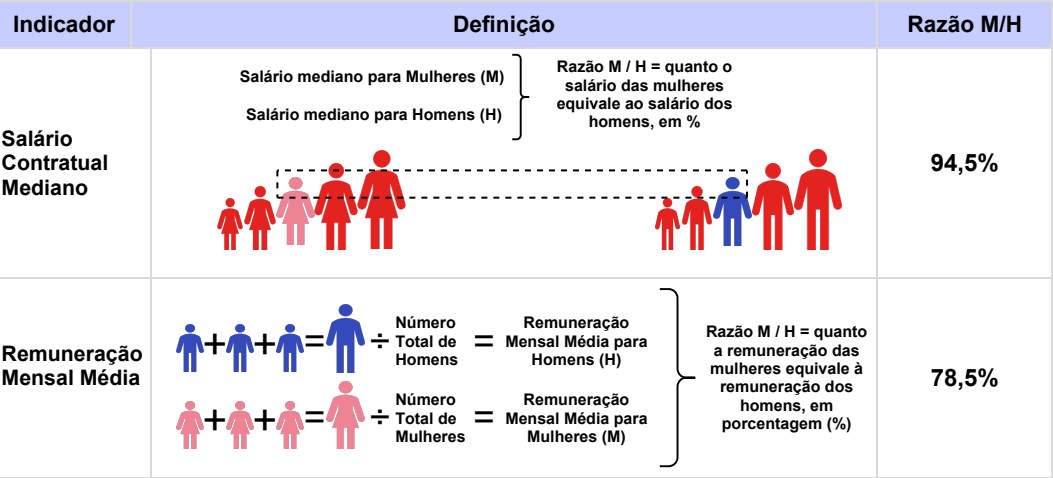 Indicador
Definição
Razão M/H
Salário
Contratual
Mediano
Salário mediano para Mulheres (M)
Salário mediano para Homens (H)
Razão M / H = quanto o
salário das mulheres
equivale ao salário dos
homens, em %
94,5%
Remuneração
Mensal Média
+ + = ÷
Número
Total de
Homens
=
Remuneração
Mensal Média para
Homens (H)
+ + = ÷
Número
Total de
Mulheres
=
Remuneração
Mensal Média para
Mulheres (M)
Razão M / H = quanto
a remuneração das
mulheres equivale à
remuneração dos
homens, em
porcentagem (%)
78,5%